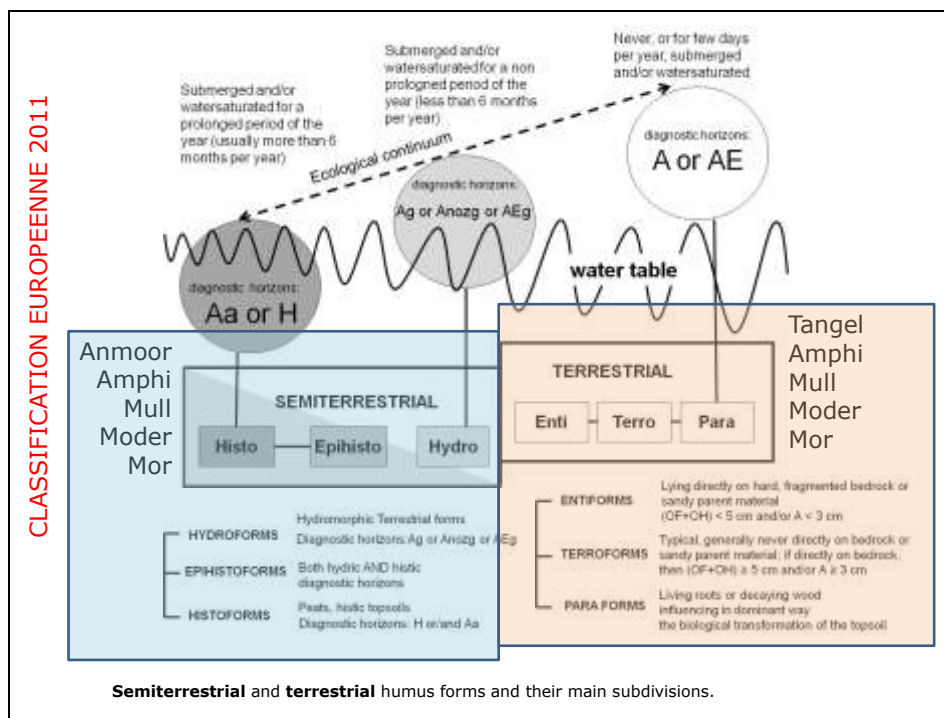 CLASSIFICATION EUROPEENNE 2011
Submerged and/or
watersaturated for a
prolonged period of the
year (usually more than 6
months per year)
Submerged and/or
watersaturated for a non
prologned period of the
year (less than 6 months
per year)
Never, or for few days
per year, submerged
and/or watersaturated
Ecological continuum
diagnostic horizons:
Aa or H
diagnostic horizons:
Ag or Anozg or AEg
diagnostic horizons:
A or AE
water table
Anmoor
Amphi
Mull
Moder
Mor
SEMITERRESTRIAL
Histo
Epihisto
Hydro
TERRESTRIAL
Enti
Terro
Para
Tangel
Amphi
Mull
Moder
Mor
HYDROFORMS
Hydromorphic Terrestrial forms
Diagnostic horizons: Ag or Anozg or AEg
EPIHISTOFORMS
Both hydric AND histic
diagnostic horizons
HISTOFORMS
Peats, histic topsoils
Diagnostic horizons: H or/and Aa
ENTIFORMS
Lying directly on hard, fragmented bedrock or
sandy parent material
(OF+OH) < 5 cm and/or A < 3 cm
TERROFORMS
Typical, generally never directly on bedrock or
sandy parent material; if directly on bedrock,
then (OF+OH) ≥ 5 cm and/or A ≥ 3 cm
PARA FORMS
Living roots or decaying wood
influencing in dominant way
the biological transformation of the topsoil
Semiterrestrial and terrestrial humus forms and their main subdivisions.